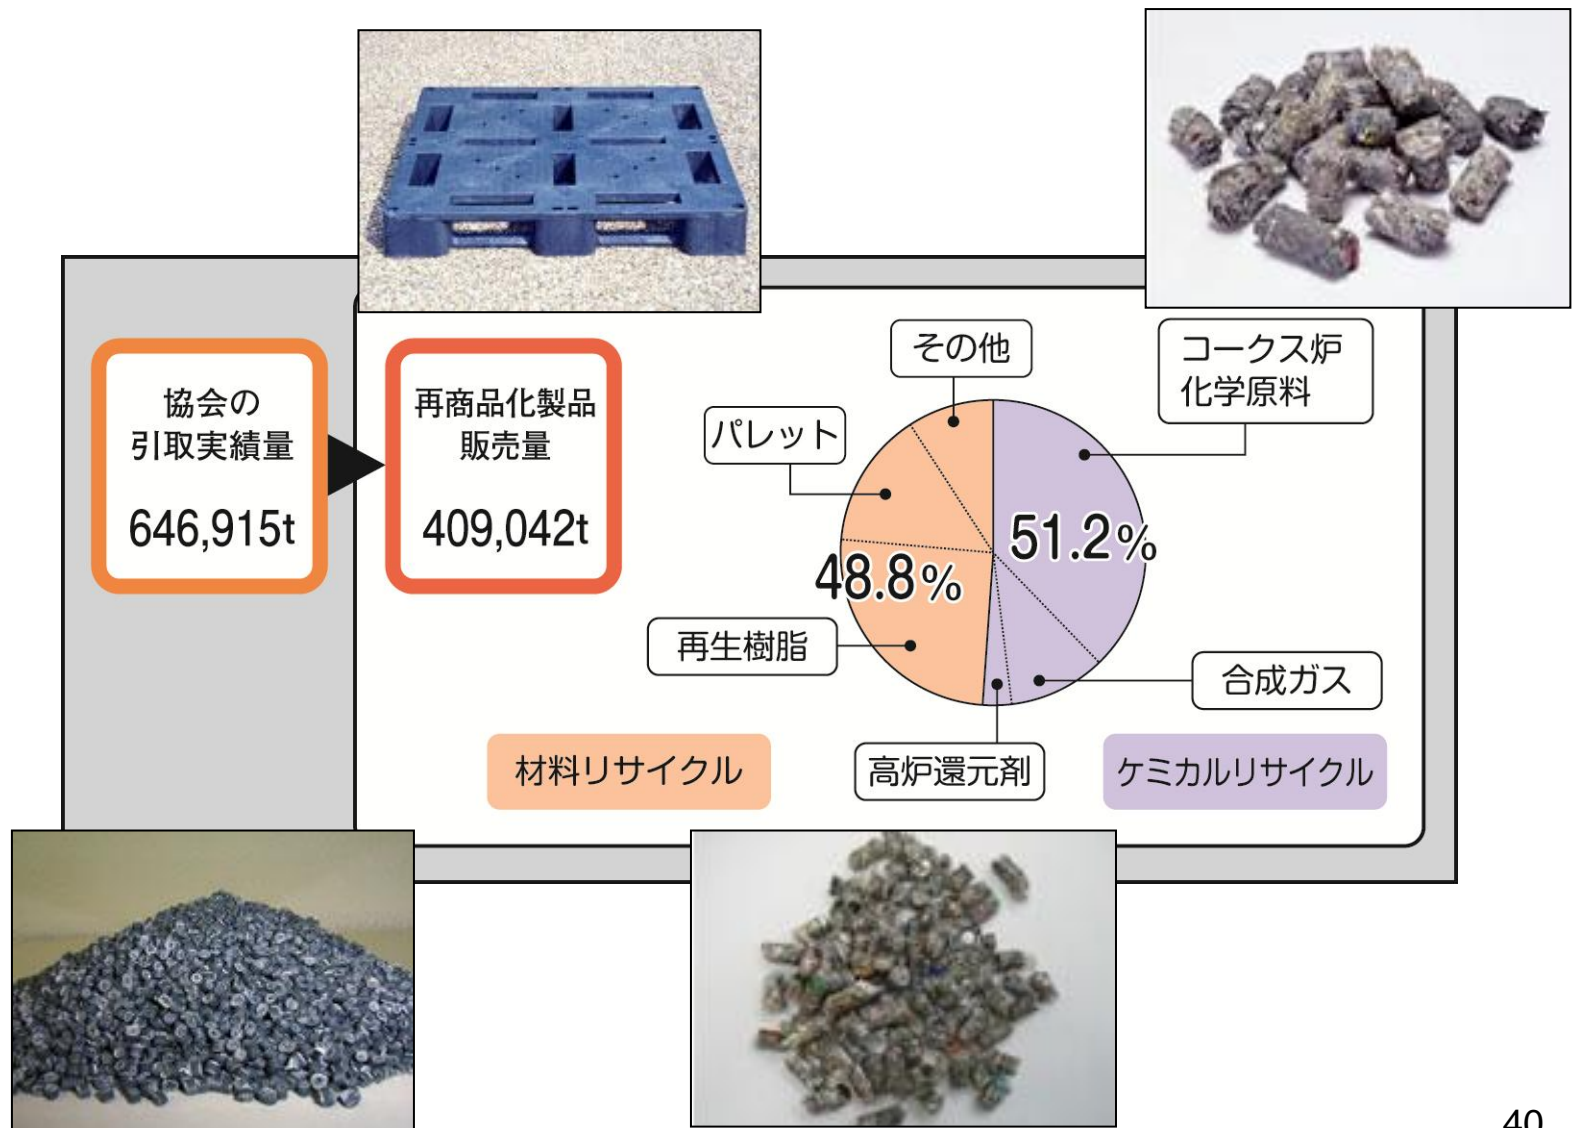 協会の
引取実績量
646,915t
再商品化製品
販売量
409,042t
その他
コークス炉
化学原料
パレット
51.2%
48.8%
再生樹脂
合成ガス
高炉還元剤
材料リサイクル
ケミカルリサイクル
40